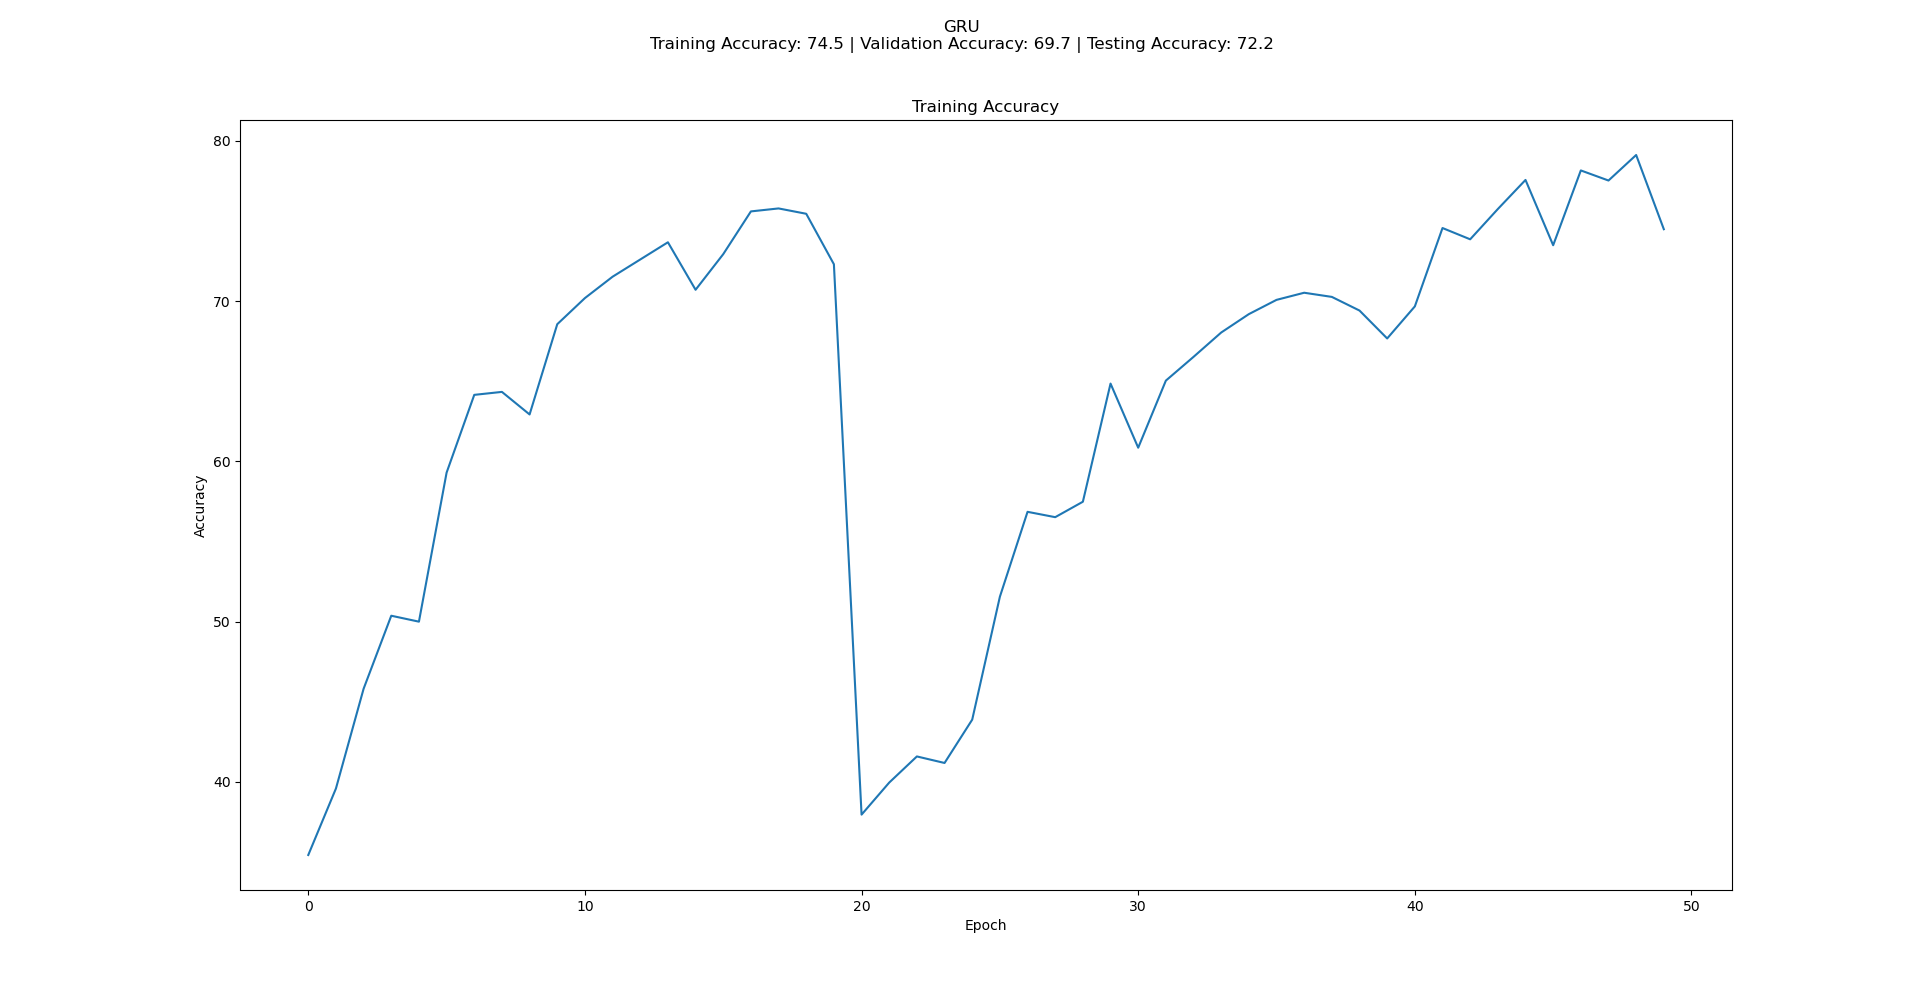 GRU
Training Accuracy: 74.5 | Validation Accuracy: 69.7 | Testing Accuracy: 72.2
Training Accuracy
80
70
60
50
40
Accuracy
0 10 20 30 40 50
Epoch